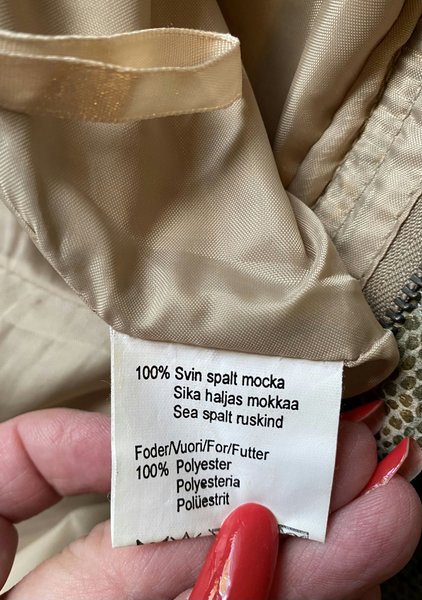 100% Svin spalt mocka
Sika haljas mokkaa
Sea spalt ruskind
Foder/Vuori/For/Futter
100% Polyester
Polyesteria
Polüestrit